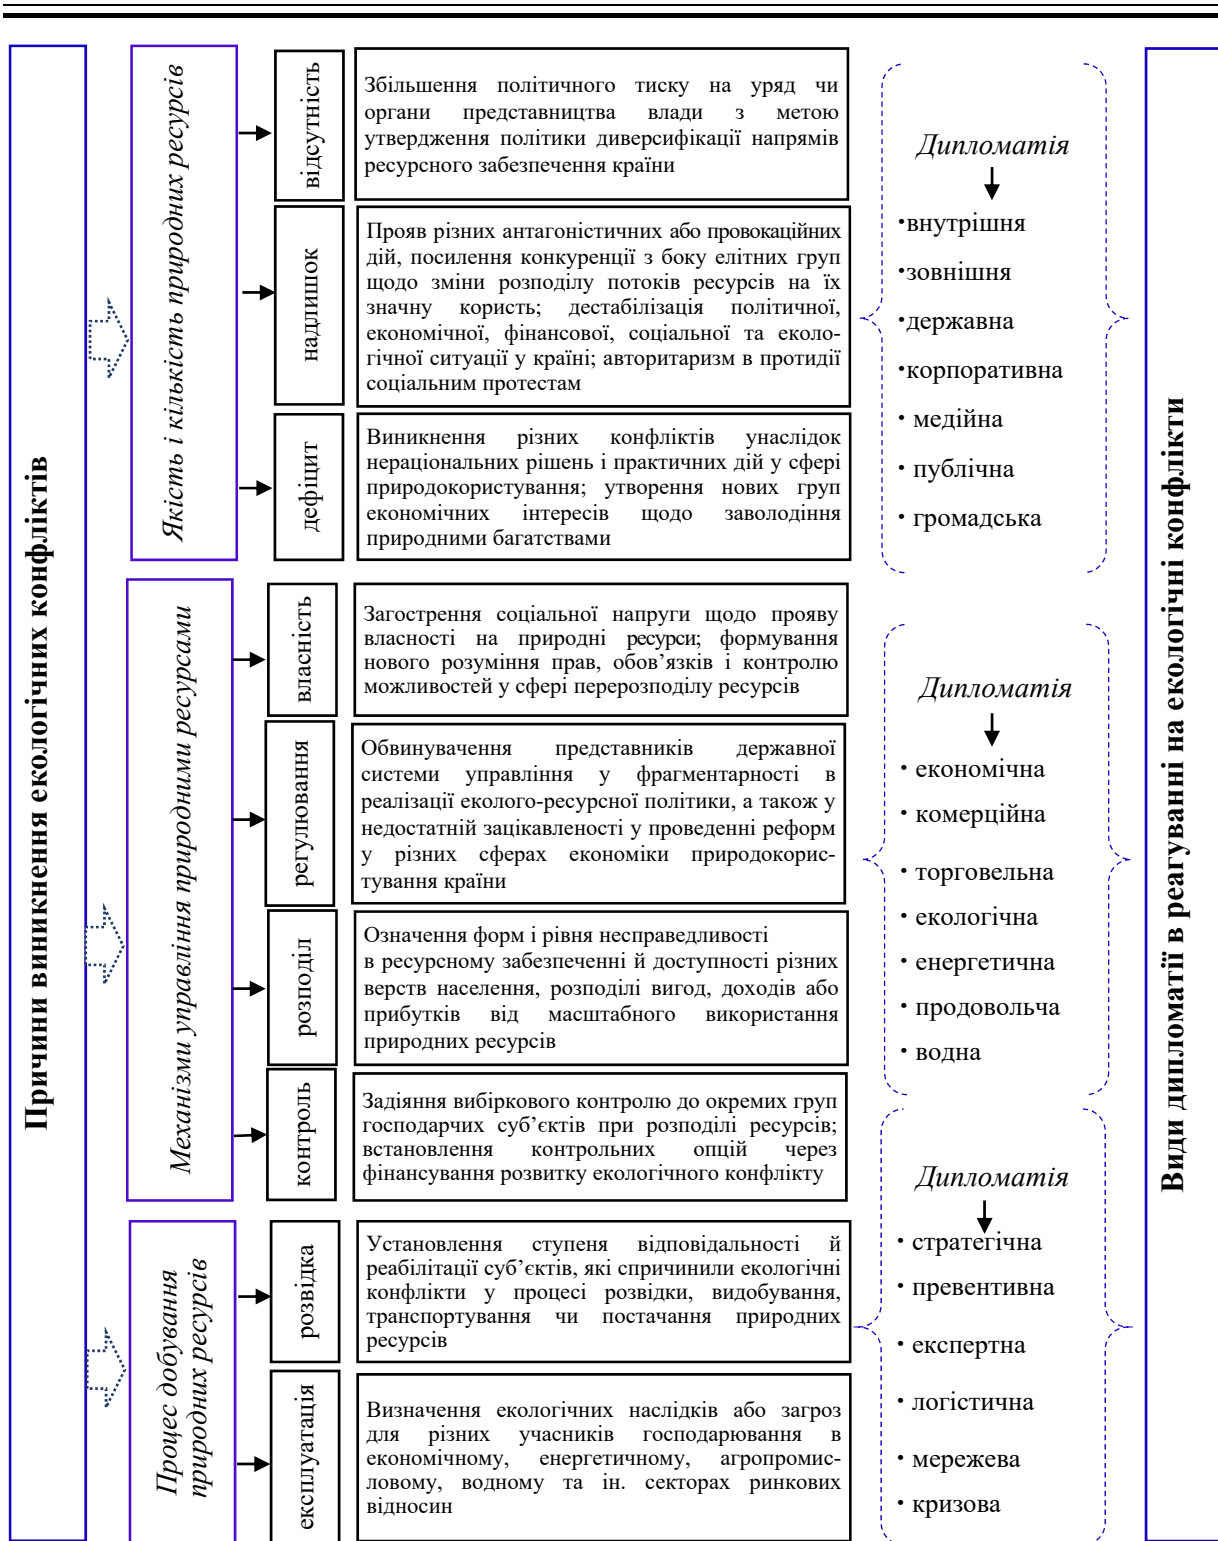 Причини виникнення екологічних конфліктів
Якість і кількість природних ресурсів
відсутність
Збільшення політичного тиску на уряд чи
органи представництва влади з метою
утвердження політики диверсифікації напрямів
ресурсного забезпечення країни
надлишок
Прояв різних антагоністичних або провокаційних
дій, посилення конкуренції з боку елітних груп
щодо зміни розподілу потоків ресурсів на їх
значну користь; дестабілізація політичної,
економічної, фінансової, соціальної та еколо-
гічної ситуації у країні; авторитаризм в протидії
соціальним протестам
дефіцит
Виникнення різних конфліктів унаслідок
нераціональних рішень і практичних дій у сфері
природокористування; утворення нових груп
економічних інтересів щодо заволодіння
природними багатствами
Дипломатія
•внутрішня
•зовнішня
•державна
•корпоративна
• медійна
• публічна
• громадська
Механізми управління природними ресурсами
власність
Загострення соціальної напруги щодо прояву
власності на природні ресурси; формування
нового розуміння прав, обов’язків і контролю
можливостей у сфері перерозподілу ресурсів
регулювання
Обвинувачення представників державної
системи управління у фрагментарності в
реалізації еколого-ресурсної політики, а також у
недостатній зацікавленості у проведенні реформ
у різних сферах економіки природокорис-
тування країни
розподіл
Означення форм і рівня несправедливості
в ресурсному забезпеченні й доступності різних
верств населення, розподілі вигод, доходів або
прибутків від масштабного використання
природних ресурсів
контроль
Задіяння вибіркового контролю до окремих груп
господарчих суб’єктів при розподілі ресурсів;
встановлення контрольних опцій через
фінансування розвитку екологічного конфлікту
Дипломатія
• економічна
• комерційна
• торговельна
• екологічна
• енергетична
• продовольча
• водна
Процес добування
природних ресурсів
розвідка
Установлення ступеня відповідальності й
реабілітації суб’єктів, які спричинили екологічні
конфлікти у процесі розвідки, видобування,
транспортування чи постачання природних
ресурсів
експлуатація
Визначення екологічних наслідків або загроз
для різних учасників господарювання в
економічному, енергетичному, агропромис-
ловому, водному та ін. секторах ринкових
відносин
Дипломатія
• стратегічна
• превентивна
• експертна
• логістична
• мережева
• кризова
Види дипломатії в реагуванні на екологічні конфлікти